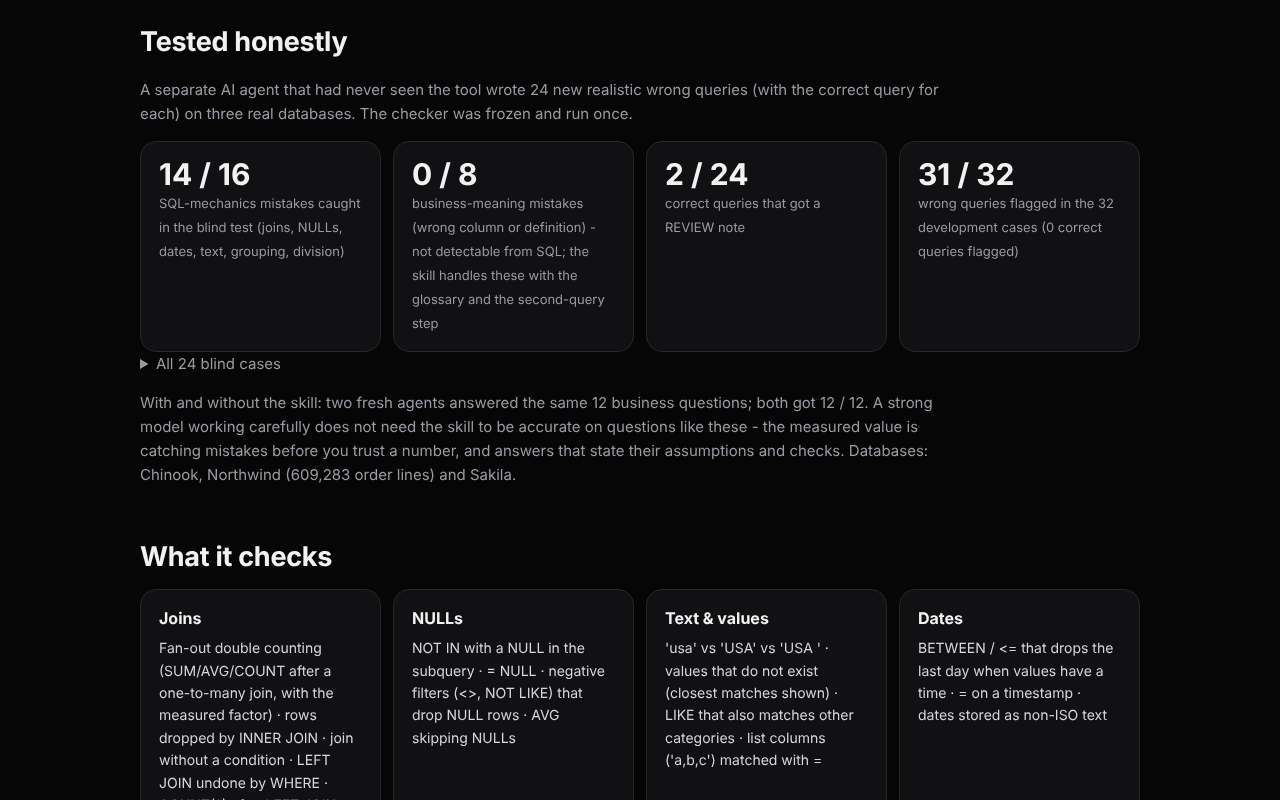 Tested honestly
A separate AI agent that had never seen the tool wrote 24 new realistic wrong queries (with the correct query for
each) on three real databases. The checker was frozen and run once.
14 / 16
SQL-mechanics mistakes caught
in the blind test (joins, NULLs,
dates, text, grouping, division)
0 / 8
business-meaning mistakes
(wrong column or definition) -
not detectable from SQL; the
skill handles these with the
glossary and the second-query
step
2 / 24
correct queries that got a
REVIEW note
31 / 32
wrong queries flagged in the 32
development cases (0 correct
queries flagged)
▶ All 24 blind cases
With and without the skill: two fresh agents answered the same 12 business questions; both got 12 / 12. A strong
model working carefully does not need the skill to be accurate on questions like these - the measured value is
catching mistakes before you trust a number, and answers that state their assumptions and checks. Databases:
Chinook, Northwind (609,283 order lines) and Sakila.
What it checks
Joins
Fan-out double counting
(SUM/AVG/COUNT after a
one-to-many join, with the
measured factor) · rows
dropped by INNER JOIN · join
without a condition · LEFT
JOIN undone by WHERE ·
NULLs
NOT IN with a NULL in the
subquery · = NULL · negative
filters (<>, NOT LIKE) that
drop NULL rows · AVG
skipping NULLs
Text & values
'usa' vs 'USA' vs 'USA ' ·
values that do not exist
(closest matches shown) ·
LIKE that also matches other
categories · list columns
('a,b,c') matched with =
Dates
BETWEEN / <= that drops the
last day when values have a
time · = on a timestamp ·
dates stored as non-ISO text